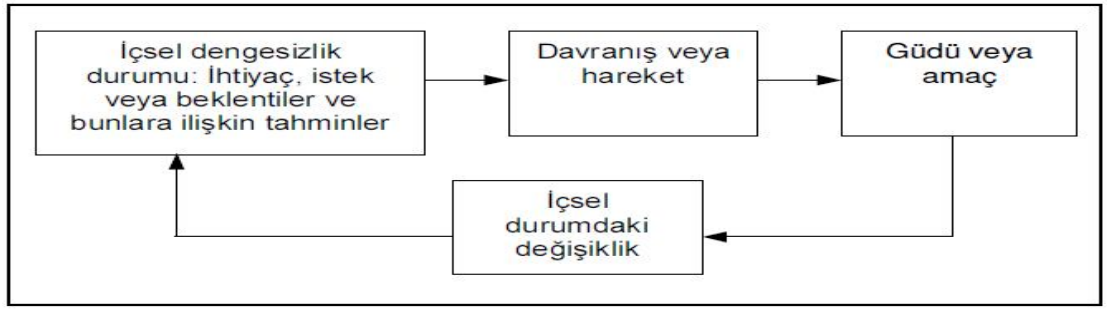 İçsel dengesizlik
durumu: İhtiyaç, istek
veya beklentiler ve
bunlara ilişkin tahminler
Davranış veya
hareket
Güdü veya
amaç
İçsel
durumdaki
değişiklik